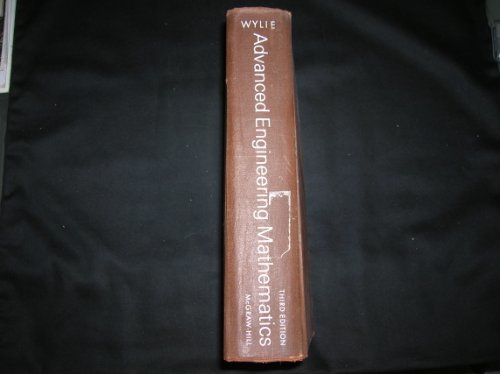 WYLIE
Advanced Engineering Mathematics
THIRD EDITION
McGRAW-HILL